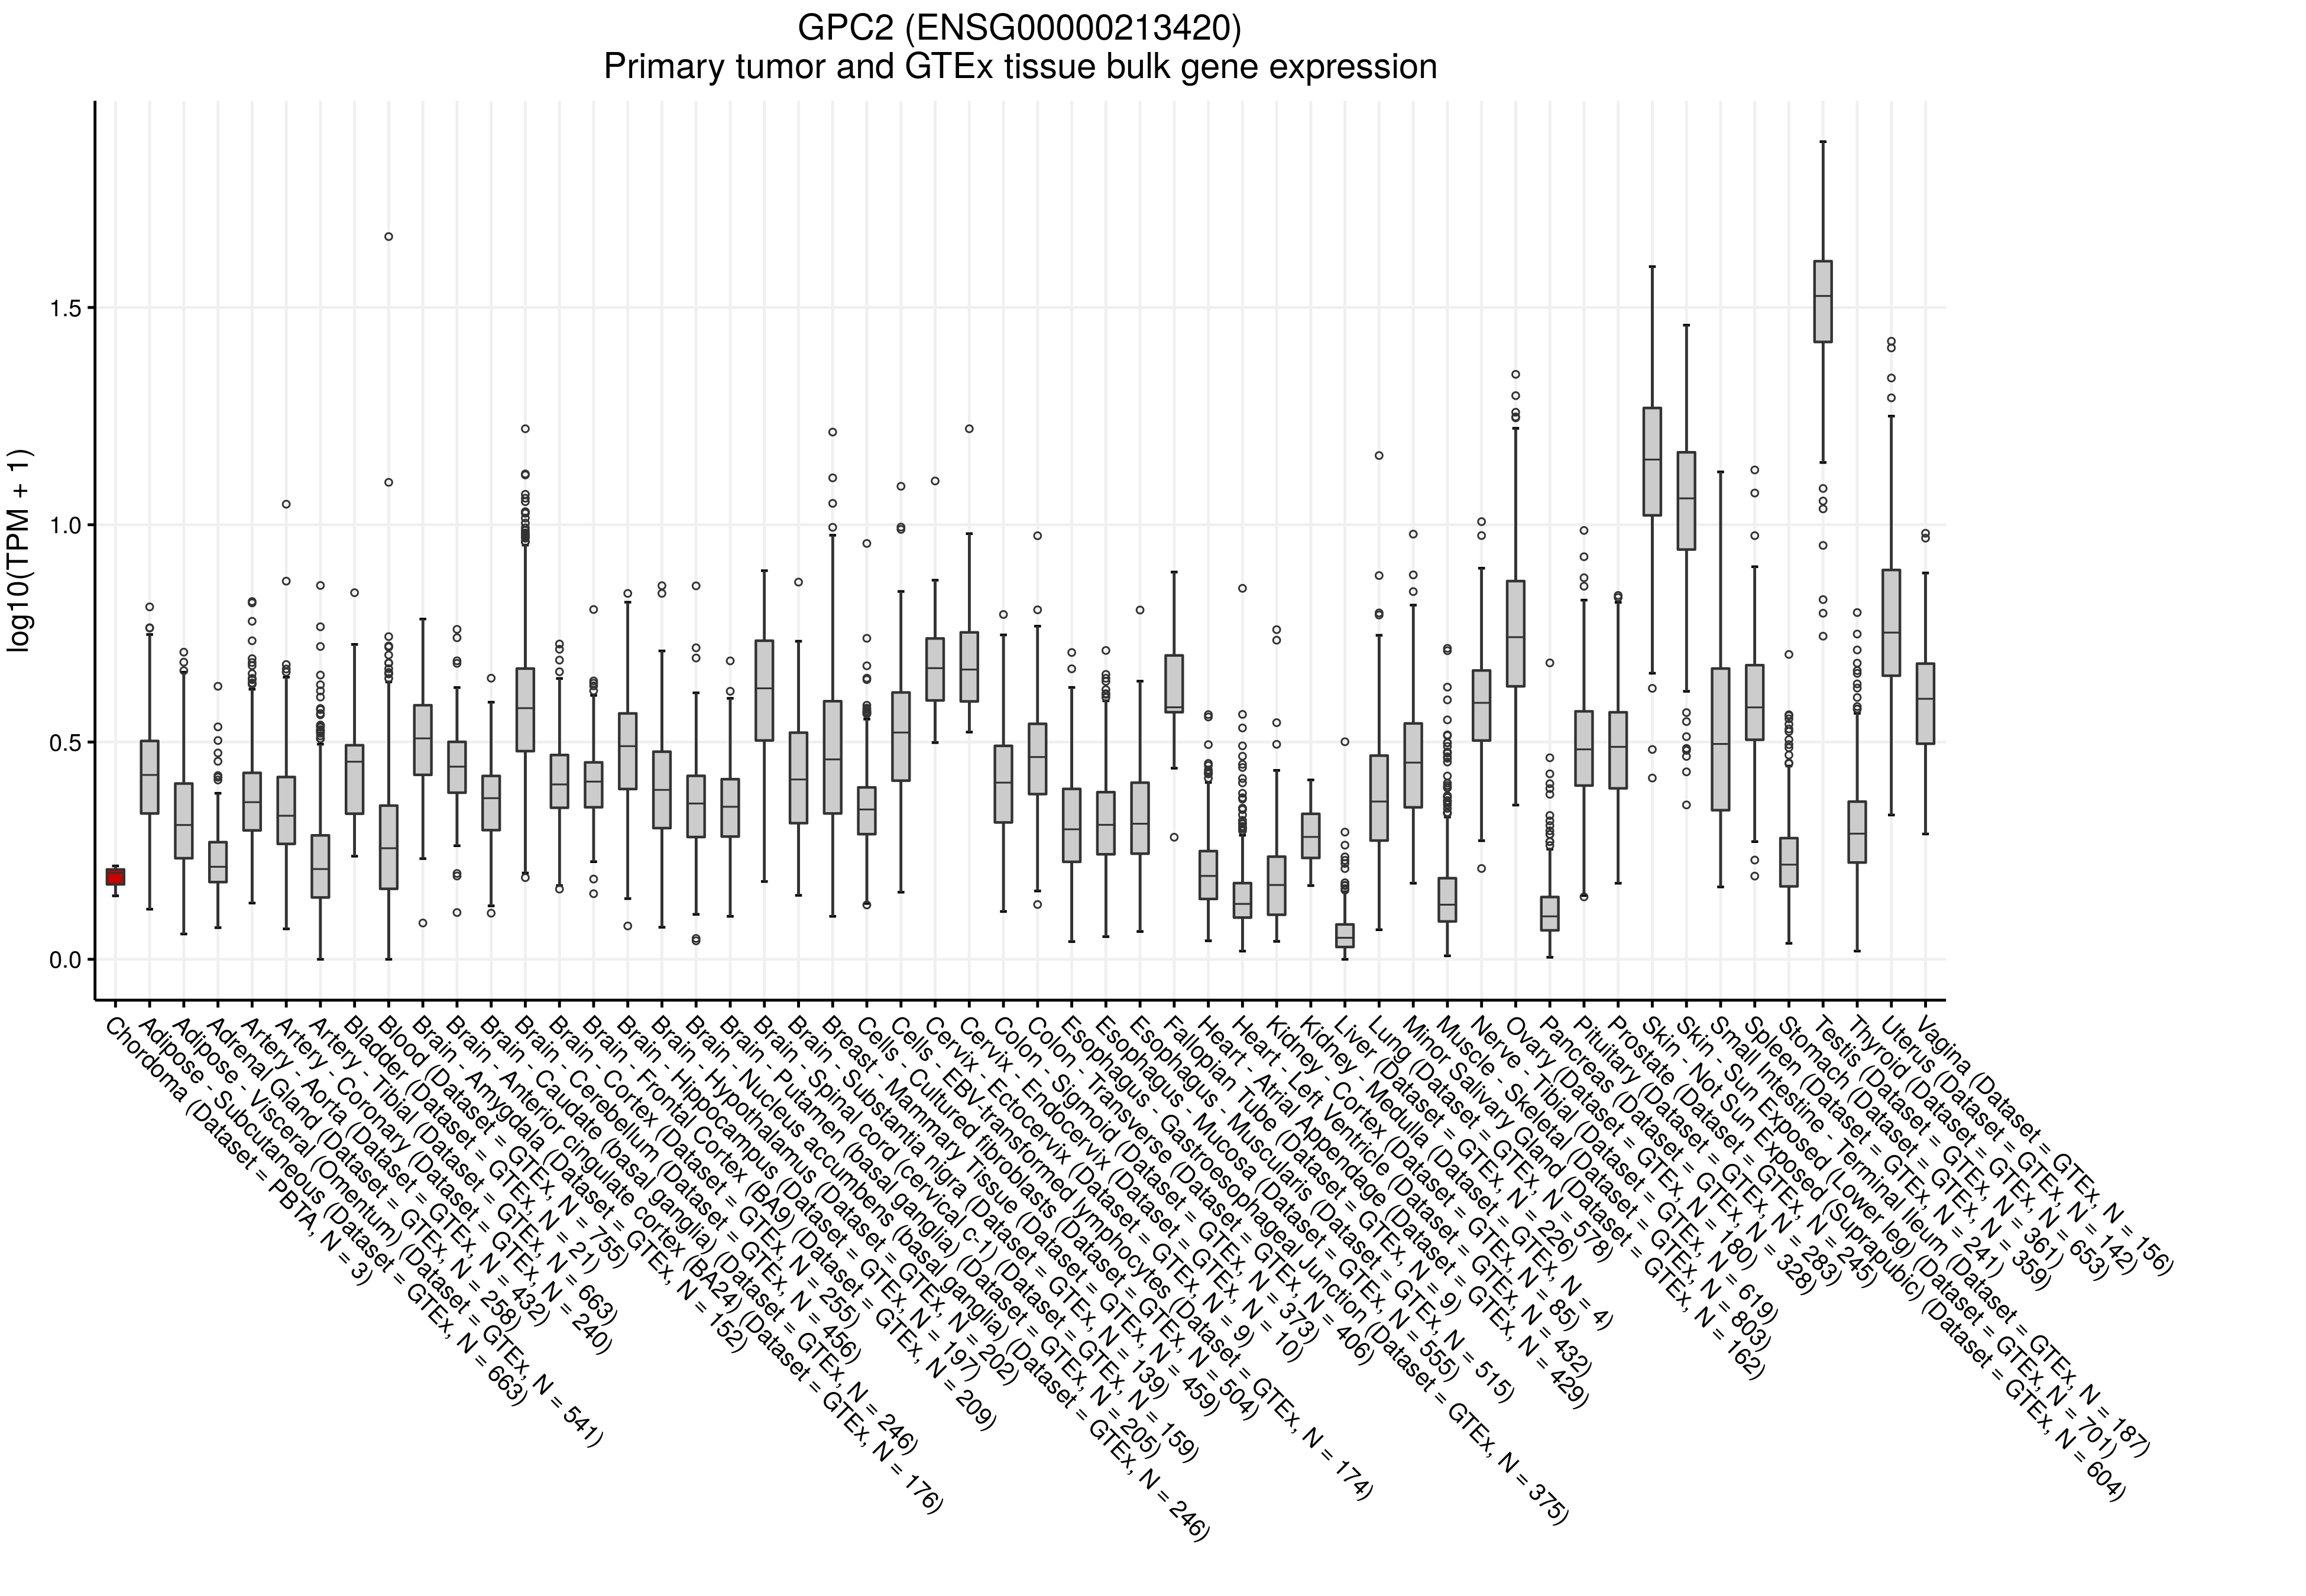 GPC2 (ENSG00000213420)
Primary tumor and GTEx tissue bulk gene expression
log10(TPM + 1)
1.5
1.0
0.5
0.0
Chordoma (Dataset = PBTA, N = 3)
Adipose - Subcutaneous (Dataset = GTEx, N = 663)
Adipose - Visceral (Omentum) (Dataset = GTEx, N = 541)
Adrenal Gland (Dataset = GTEx, N = 258)
Artery - Aorta (Dataset = GTEx, N = 432)
Artery - Coronary (Dataset = GTEx, N = 240)
Artery - Tibial (Dataset = GTEx, N = 663)
Bladder (Dataset = GTEx, N = 21)
Blood (Dataset = GTEx, N = 755)
Brain - Amygdala (Dataset = GTEx, N = 152)
Brain - Anterior cingulate cortex (BA24) (Dataset = GTEx, N = 176)
Brain - Caudate (basal ganglia) (Dataset = GTEx, N = 246)
Brain - Cerebellum (Dataset = GTEx, N = 456)
Brain - Cortex (Dataset = GTEx, N = 255)
Brain - Frontal Cortex (BA9) (Dataset = GTEx, N = 209)
Brain - Hippocampus (Dataset = GTEx, N = 197)
Brain - Hypothalamus (Dataset = GTEx, N = 202)
Brain - Nucleus accumbens (basal ganglia) (Dataset = GTEx, N = 246)
Brain - Putamen (basal ganglia) (Dataset = GTEx, N = 205)
Brain - Spinal cord (cervical c-1) (Dataset = GTEx, N = 159)
Brain - Substantia nigra (Dataset = GTEx, N = 139)
Breast - Mammary Tissue (Dataset = GTEx, N = 459)
Cells - Cultured fibroblasts (Dataset = GTEx, N = 504)
Cells - EBV-transformed lymphocytes (Dataset = GTEx, N = 174)
Cervix - Ectocervix (Dataset = GTEx, N = 9)
Cervix - Endocervix (Dataset = GTEx, N = 10)
Colon - Sigmoid (Dataset = GTEx, N = 373)
Colon - Transverse (Dataset = GTEx, N = 406)
Esophagus - Gastroesophageal Junction (Dataset = GTEx, N = 375)
Esophagus - Mucosa (Dataset = GTEx, N = 555)
Esophagus - Muscularis (Dataset = GTEx, N = 515)
Fallopian Tube (Dataset = GTEx, N = 9)
Heart - Atrial Appendage (Dataset = GTEx, N = 429)
Heart - Left Ventricle (Dataset = GTEx, N = 432)
Kidney - Cortex (Dataset = GTEx, N = 85)
Kidney - Medulla (Dataset = GTEx, N = 4)
Liver (Dataset = GTEx, N = 226)
Lung (Dataset = GTEx, N = 578)
Minor Salivary Gland (Dataset = GTEx, N = 162)
Muscle - Skeletal (Dataset = GTEx, N = 803)
Nerve - Tibial (Dataset = GTEx, N = 619)
Ovary (Dataset = GTEx, N = 180)
Pancreas (Dataset = GTEx, N = 328)
Pituitary (Dataset = GTEx, N = 283)
Prostate (Dataset = GTEx, N = 245)
Skin - Not Sun Exposed (Suprapubic) (Dataset = GTEx, N = 604)
Skin - Sun Exposed (Lower leg) (Dataset = GTEx, N = 701)
Small Intestine - Terminal Ileum (Dataset = GTEx, N = 187)
Spleen (Dataset = GTEx, N = 241)
Stomach (Dataset = GTEx, N = 359)
Testis (Dataset = GTEx, N = 361)
Thyroid (Dataset = GTEx, N = 653)
Uterus (Dataset = GTEx, N = 142)
Vagina (Dataset = GTEx, N = 156)